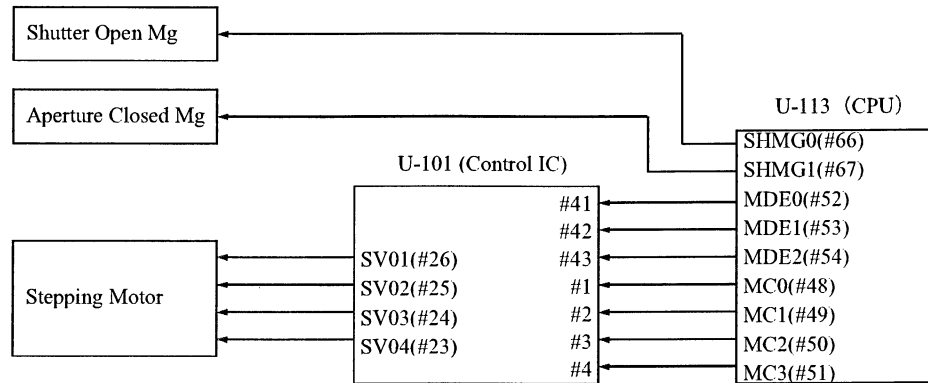 Shutter Open Mg
Aperture Closed Mg
U-113 (CPU)
SHMG0(#66)
SHMG1(#67)
MDE0(#52)
MDE1(#53)
MDE2(#54)
MC0(#48)
MC1(#49)
MC2(#50)
MC3(#51)
U-101 (Control IC)
#41
#42
#43
#1
#2
#3
#4
SV01(#26)
SV02(#25)
SV03(#24)
SV04(#23)
Stepping Motor